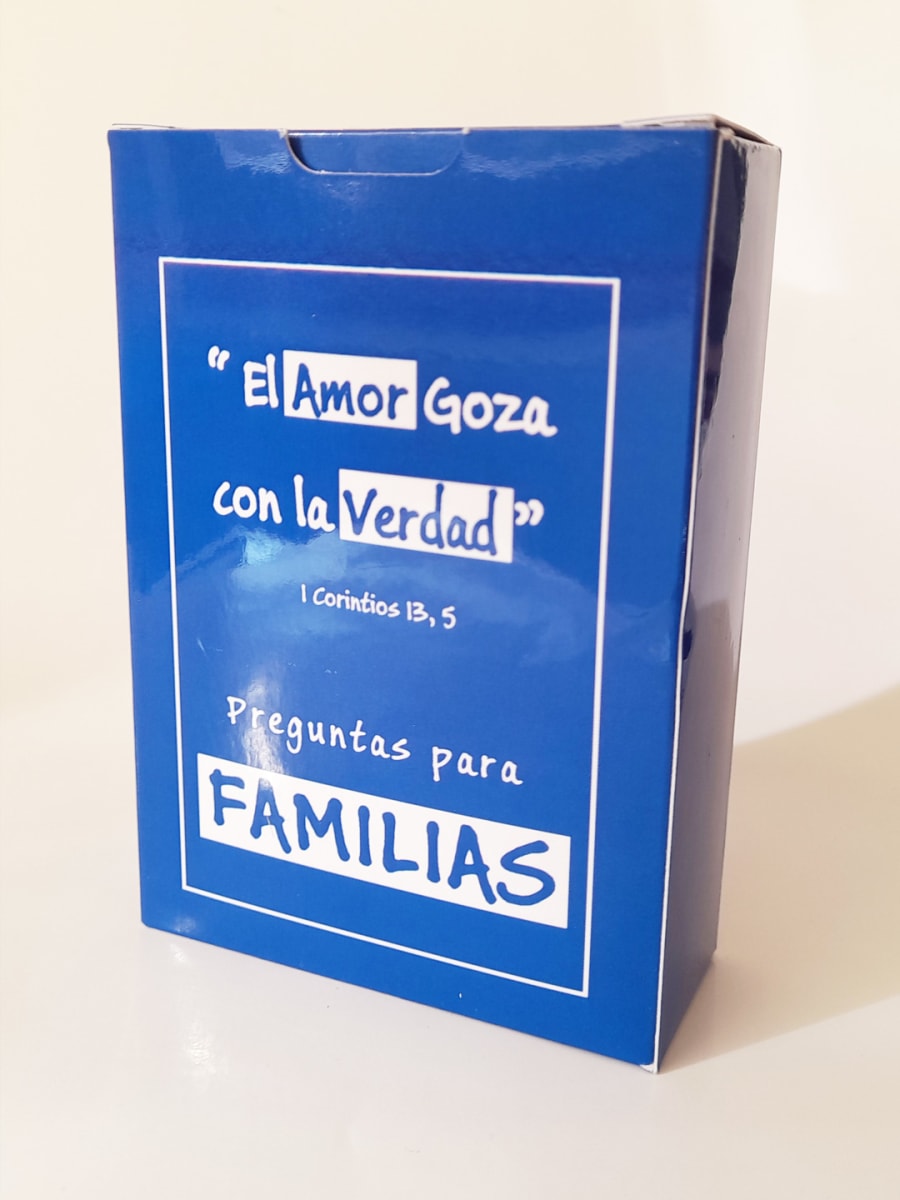 “ El Amor Goza
con la Verdad ”
1 Corintios 13, 5
Preguntas para
FAMILIAS